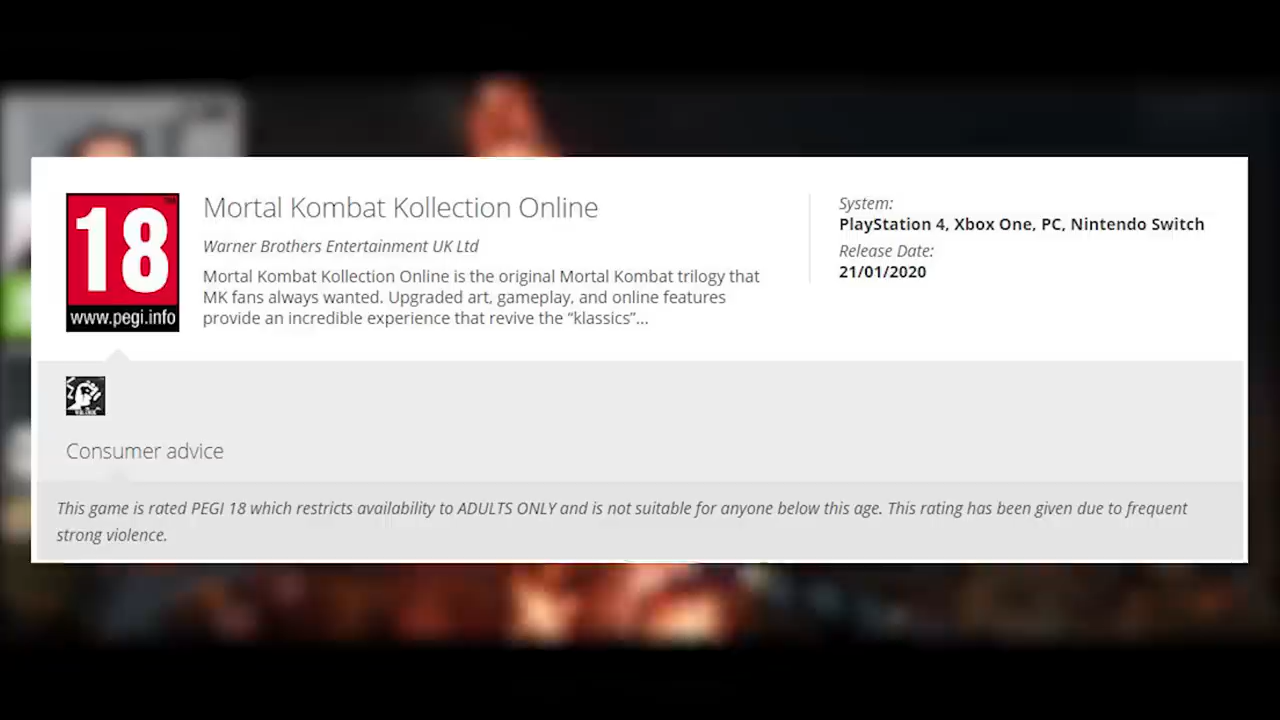 18
www.pegi.info
Mortal Kombat Kollection Online
Warner Brothers Entertainment UK Ltd
Mortal Kombat Kollection Online is the original Mortal Kombat trilogy that
MK fans always wanted. Upgraded art, gameplay, and online features
provide an incredible experience that revive the “klassics”...
System:
PlayStation 4, Xbox One, PC, Nintendo Switch
Release Date:
21/01/2020
Consumer advice
This game is rated PEGI 18 which restricts availability to ADULTS ONLY and is not suitable for anyone below this age. This rating has been given due to frequent
strong violence.